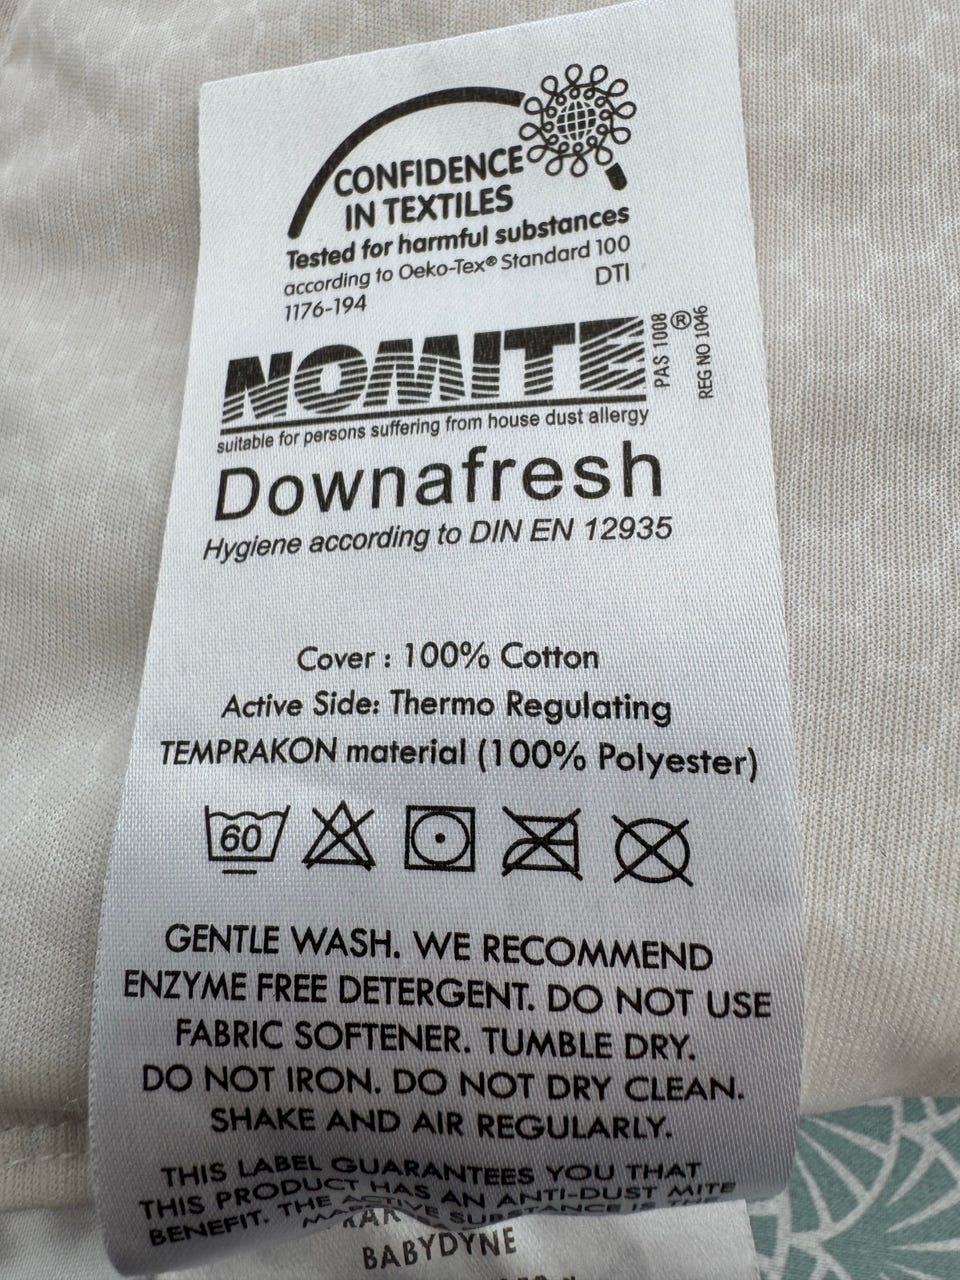 CONFIDENCE
IN TEXTILES
Tested for harmful substances
according to Oeko-Tex® Standard 100
1176-194 DTI
NOMITE ®
PAS 1008
REG NO 1046
suitable for persons suffering from house dust allergy
Downafresh
Hygiene according to DIN EN 12935
Cover : 100% Cotton
Active Side: Thermo Regulating
TEMPRAKON material (100% Polyester)
60
GENTLE WASH. WE RECOMMEND
ENZYME FREE DETERGENT. DO NOT USE
FABRIC SOFTENER. TUMBLE DRY.
DO NOT IRON. DO NOT DRY CLEAN.
SHAKE AND AIR REGULARLY.
THIS LABEL GUARANTEES YOU THAT
THIS PRODUCT HAS AN ANTI-DUST MITE
BENEFIT. THE ACTIVE SUBSTANCE IS
BABYDYNE